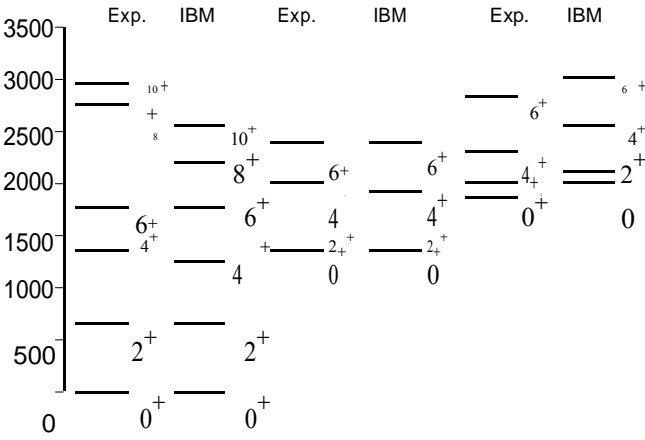 Exp. IBM Exp. IBM Exp. IBM
3500
3000 10+ 6 +
+ 6+
2500 8 10+ 4+
8+ 6+ 6+ 4+ + 2+
2000
6+ 6+ 4 4+ 0+ 0
1500 4+ + 2+ + 2+ +
4 0 0
1000
500 2+ 2+
0 0+ 0+